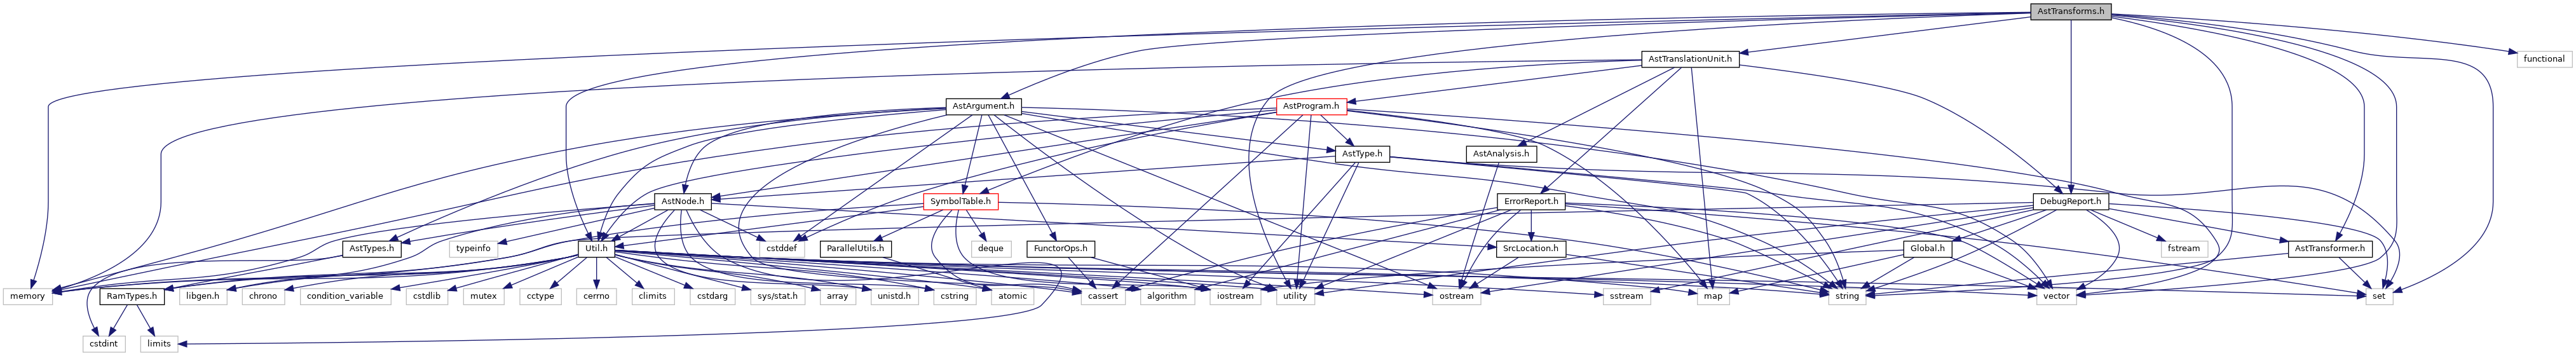 AstTransforms.h
AstTranslationUnit.h
functional
AstArgument.h
AstProgram.h
AstType.h
AstAnalysis.h
AstNode.h
SymbolTable.h
ErrorReport.h
DebugReport.h
AstTypes.h
typeinfo
Util.h
cstddef
ParallelUtils.h
deque
FunctorOps.h
SrcLocation.h
Global.h
fstream
AstTransformer.h
memory
RamTypes.h
libgen.h
chrono
condition_variable
cstdlib
mutex
cctype
cerrno
climits
cstdarg
sys/stat.h
array
unistd.h
cstring
atomic
cassert
algorithm
iostream
utility
ostream
sstream
map
string
vector
set
cstdint
limits